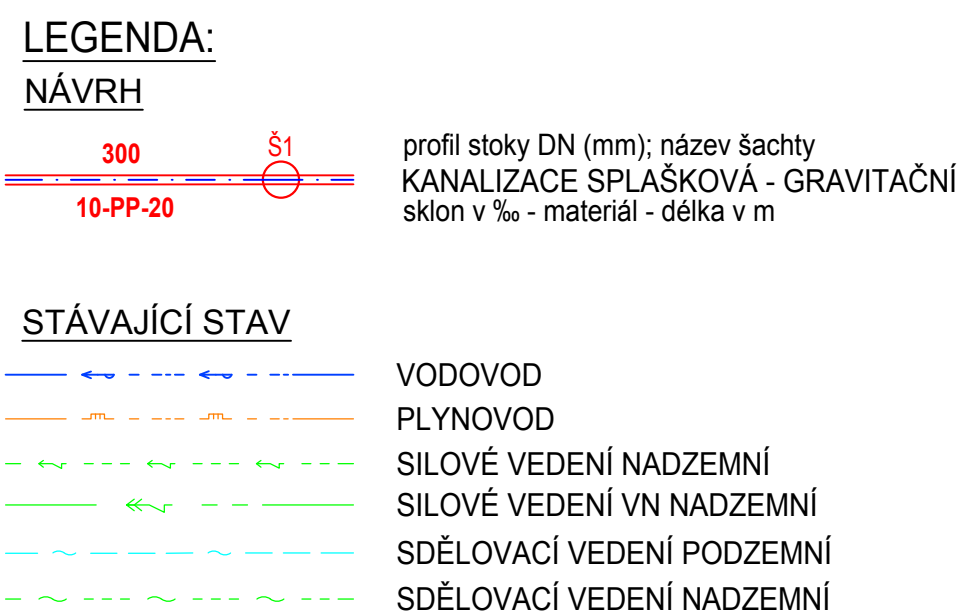 LEGENDA:
NÁVRH
300 Š1 profil stoky DN (mm); název šachty
KANALIZACE SPLAŠKOVÁ - GRAVITAČNÍ
10-PP-20 sklon v ‰ - materiál - délka v m
STÁVAJÍCÍ STAV
VODOVOD
PLYNOVOD
SILOVÉ VEDENÍ NADZEMNÍ
SILOVÉ VEDENÍ VN NADZEMNÍ
SDĚLOVACÍ VEDENÍ PODZEMNÍ
SDĚLOVACÍ VEDENÍ NADZEMNÍ